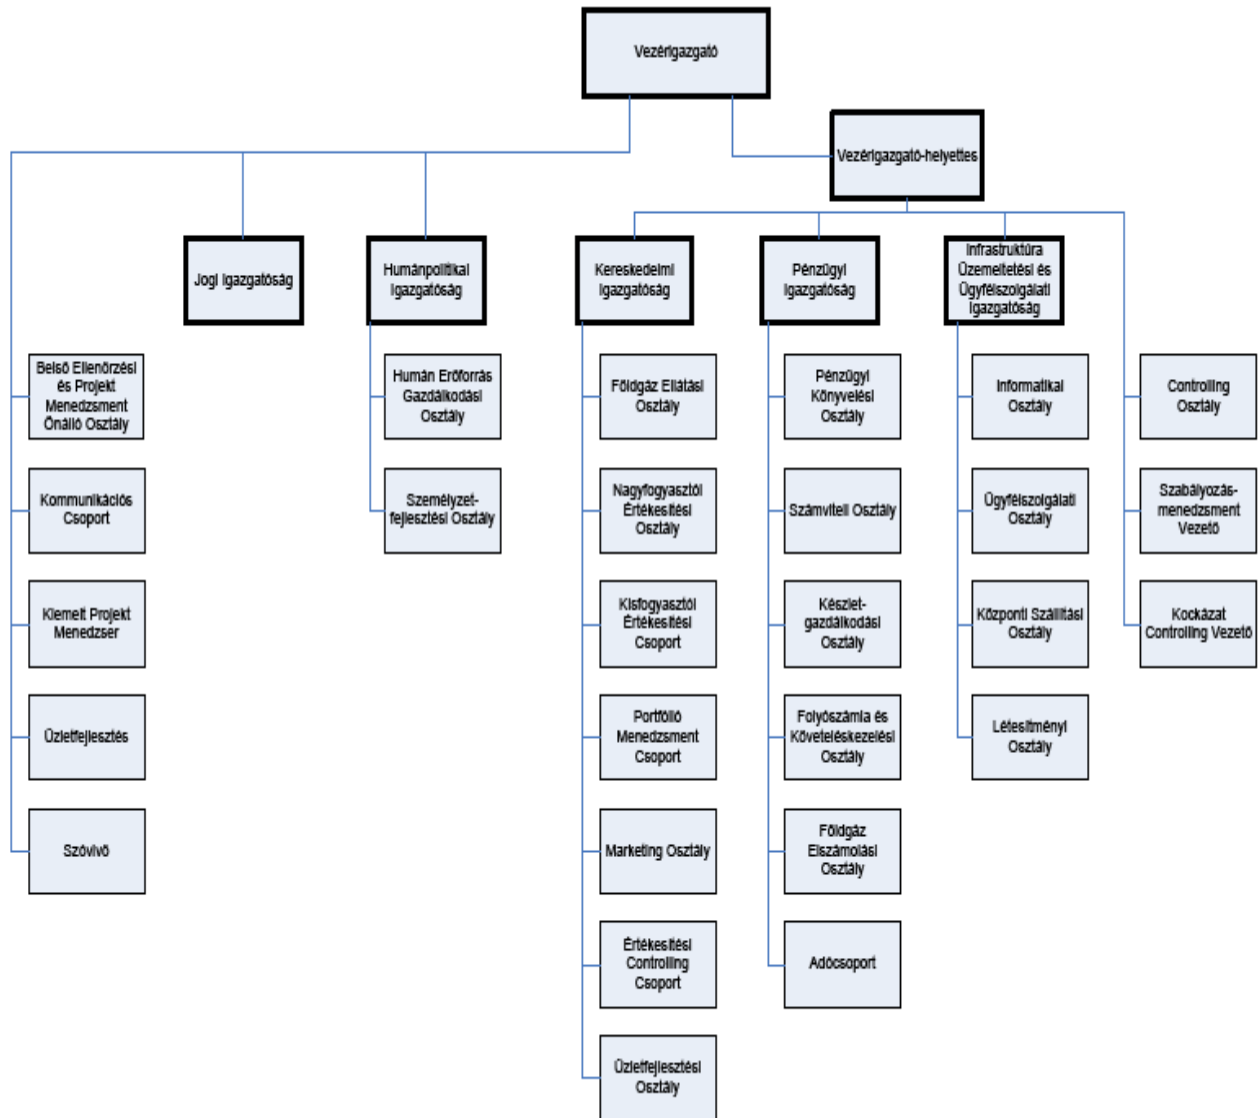 Vezérigazgató
Vezérigazgató-helyettes
Jogi Igazgatóság
Humánpolitikai
Igazgatóság
Kereskedelmi
Igazgatóság
Pénzügyi
Igazgatóság
Infrastruktúra
Üzemeltetési és
Ügyfélszolgálati
Igazgatóság
Belső Ellenőrzési
és Projekt
Menedzsment
Önálló Osztály
Kommunikációs
Csoport
Kiemelt Projekt
Menedzser
Üzletfejlesztés
Szóvivő
Humán Erőforrás
Gazdálkodási
Osztály
Személyzet-
fejlesztési Osztály
Földgáz Ellátási
Osztály
Nagyfogyasztói
Értékesítési
Osztály
Kisfogyasztói
Értékesítési
Csoport
Portfólió
Menedzsment
Csoport
Marketing Osztály
Értékesítési
Controlling
Csoport
Üzletfejlesztési
Osztály
Pénzügyi
Könyvelési
Osztály
Számviteli Osztály
Készlet-
gazdálkodási
Osztály
Folyószámla és
Követeléskezelési
Osztály
Földgáz
Elszámolási
Osztály
Adócsoport
Informatikai
Osztály
Ügyfélszolgálati
Osztály
Központi Szállítási
Osztály
Létesítményi
Osztály
Controlling
Osztály
Szabályozás-
menedzsment
Vezető
Kockázat
Controlling Vezető